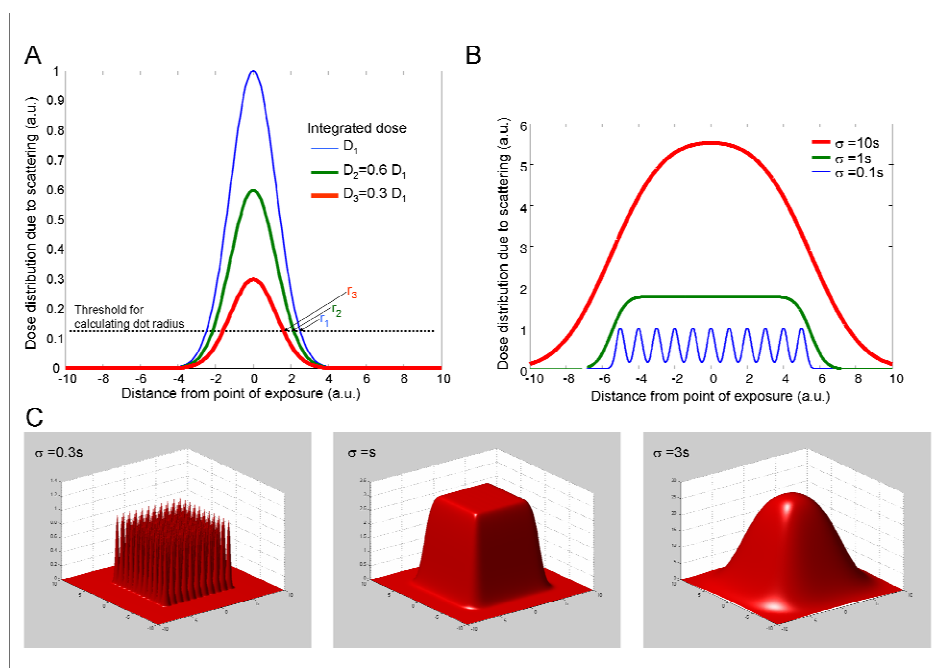 A
B
1
0.9
0.8
0.7
0.6
0.5
0.4
0.3
0.2
0.1
0
-10 -8 -6 -4 -2 0 2 4 6 8 10
Distance from point of exposure (a.u.)
Dose distribution due to scattering (a.u.)
Integrated dose
D1
D2=0.6 D1
D3=0.3 D1
r3
r2
r1
Threshold for
calculating dot radius
6
5
4
3
2
1
0
-10 -8 -6 -4 -2 0 2 4 6 8 10
Distance from point of exposure (a.u.)
Dose distribution due to scattering (a.u.)
σ =10s
σ =1s
σ =0.1s
C
σ =0.3s
σ =s
σ =3s